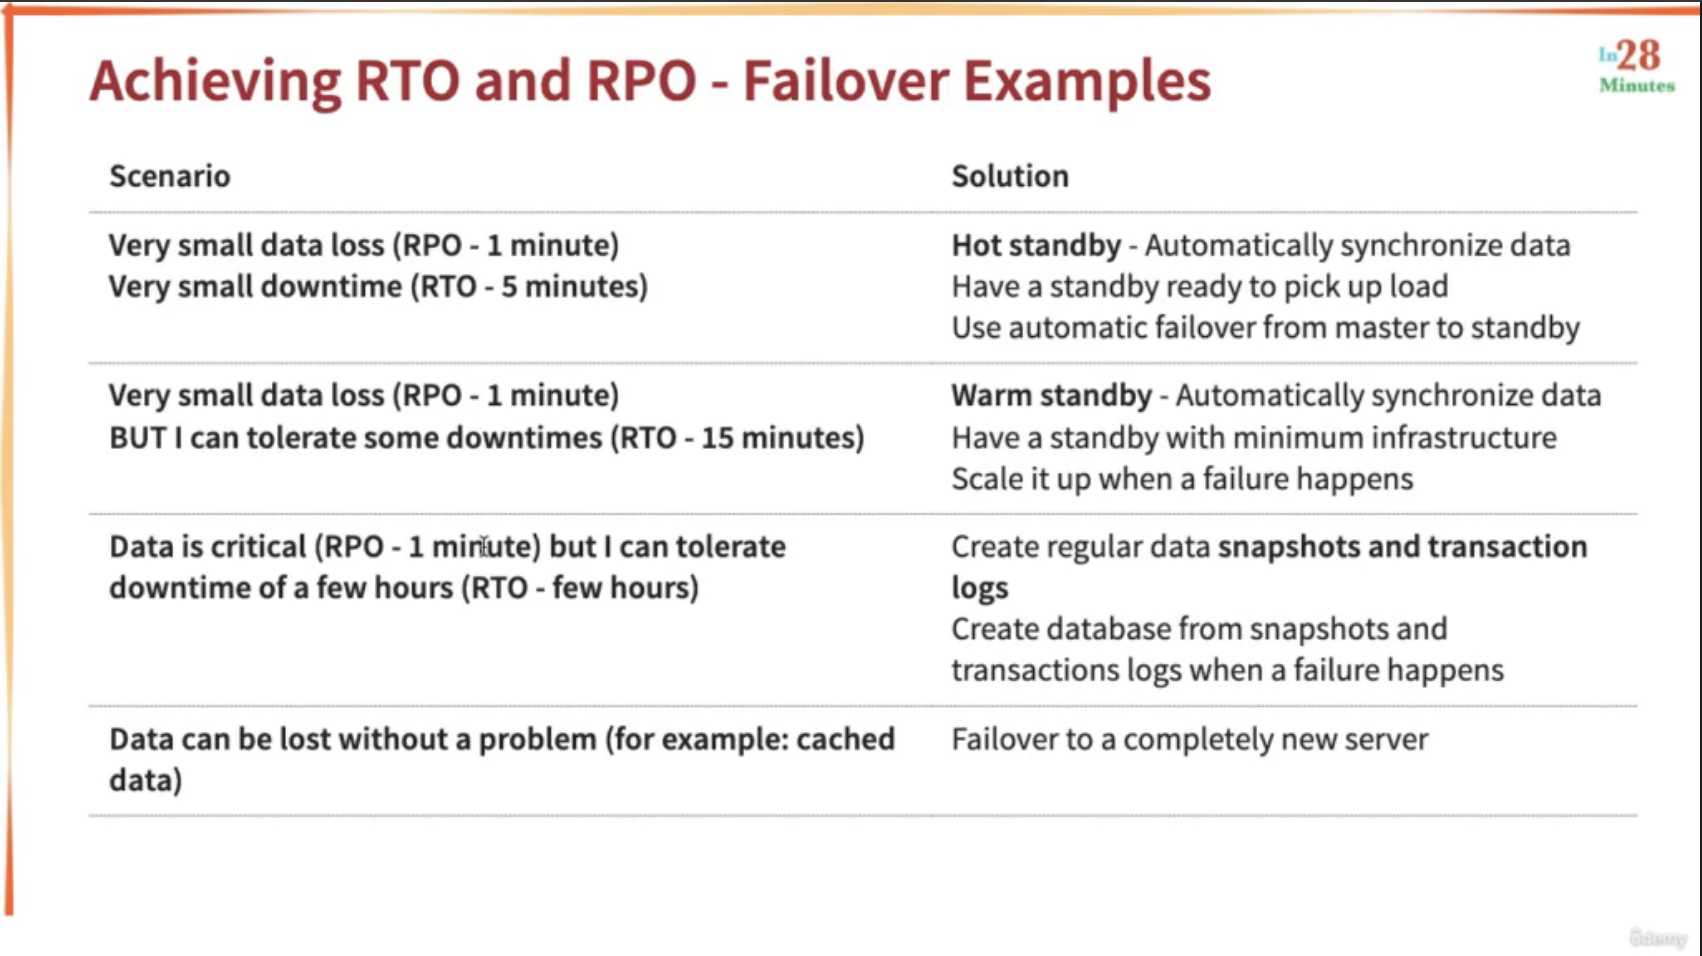 Achieving RTO and RPO - Failover Examples
In28
Minutes
Scenario
Solution
Very small data loss (RPO - 1 minute)
Very small downtime (RTO - 5 minutes)
Hot standby - Automatically synchronize data
Have a standby ready to pick up load
Use automatic failover from master to standby
Very small data loss (RPO - 1 minute)
BUT I can tolerate some downtimes (RTO - 15 minutes)
Warm standby - Automatically synchronize data
Have a standby with minimum infrastructure
Scale it up when a failure happens
Data is critical (RPO - 1 minute) but I can tolerate
downtime of a few hours (RTO - few hours)
Create regular data snapshots and transaction
logs
Create database from snapshots and
transactions logs when a failure happens
Data can be lost without a problem (for example: cached
data)
Failover to a completely new server
ûdemy